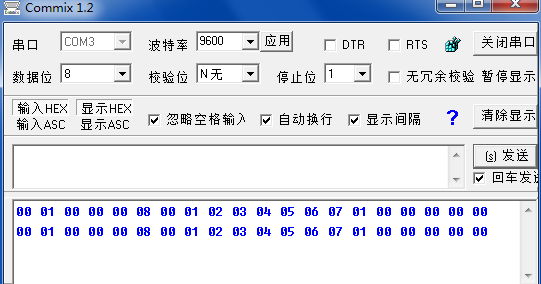 Commix 1.2
串口 COM3 波特率 9600 应用 DTR RTS 关闭串口
数据位 8 校验位 N 无 停止位 1 无冗余校验 暂停显示
输入HEX 显示HEX
输入ASC 显示ASC 忽略空格输入 自动换行 显示间隔 ? 清除显示
(s) 发送
回车发送
00 01 00 00 00 08 00 01 02 03 04 05 06 07 01 00 00 00 00 00
00 01 00 00 00 08 00 01 02 03 04 05 06 07 01 00 00 00 00 00